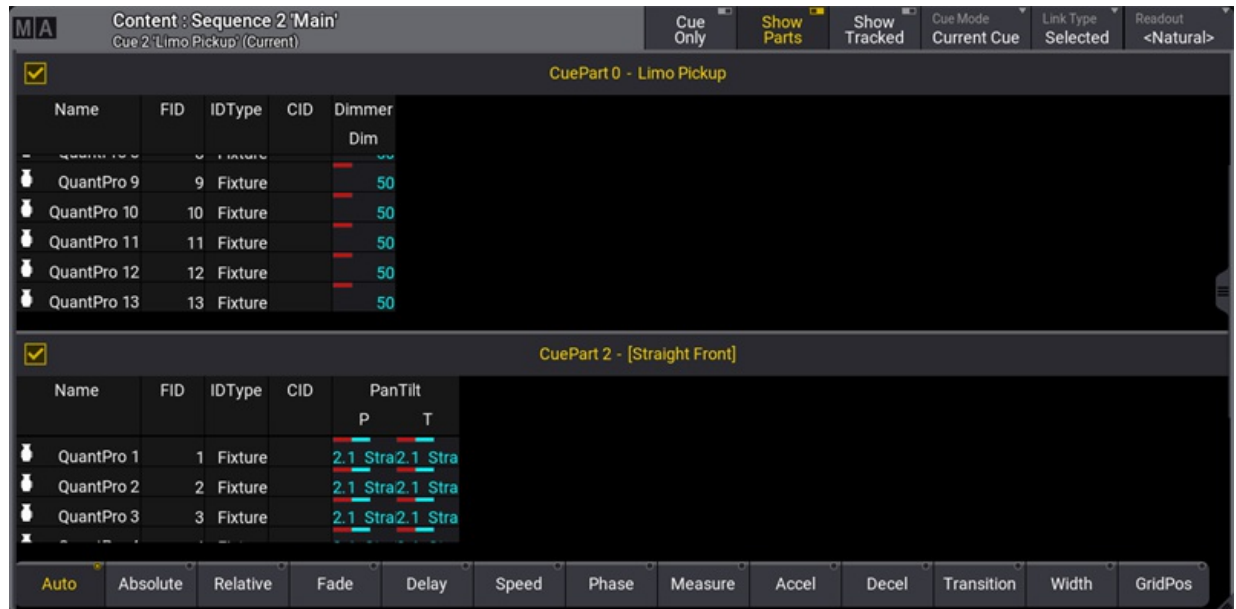 MA Content : Sequence 2 'Main' Cue Only Show Parts Show Tracked Cue Mode Current Cue Link Type Selected Readout <Natural>
Cue 2 'Limo Pickup' (Current)
CuePart 0 - Limo Pickup
Name FID IDType CID Dimmer
Dim
QuantPro 9 9 Fixture 50
QuantPro 10 10 Fixture 50
QuantPro 11 11 Fixture 50
QuantPro 12 12 Fixture 50
QuantPro 13 13 Fixture 50
CuePart 2 - [Straight Front]
Name FID IDType CID PanTilt
P T
QuantPro 1 1 Fixture 2.1 Stra 2.1 Stra
QuantPro 2 2 Fixture 2.1 Stra 2.1 Stra
QuantPro 3 3 Fixture 2.1 Stra 2.1 Stra
Auto Absolute Relative Fade Delay Speed Phase Measure Accel Decel Transition Width GridPos